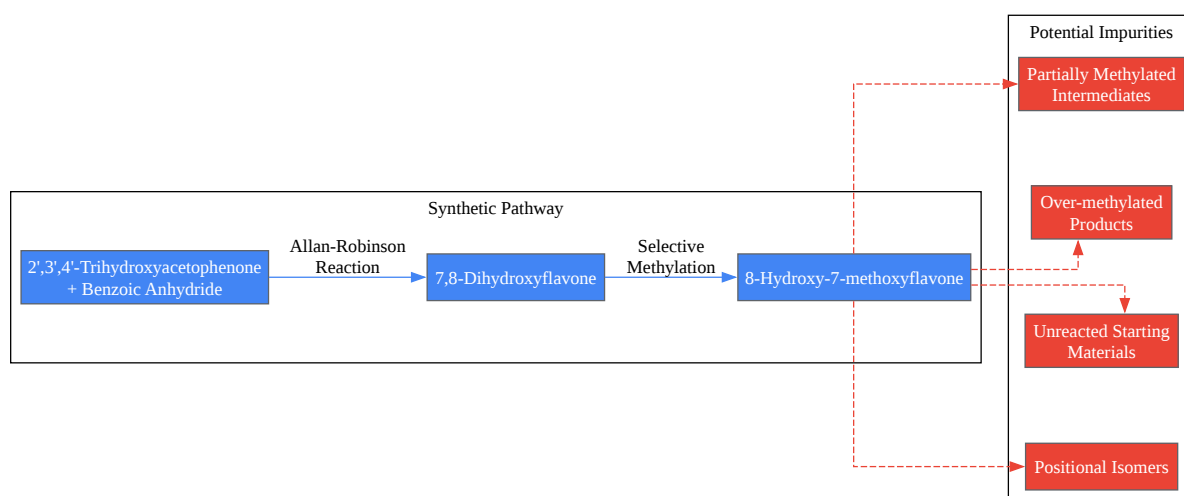 Potential Impurities
Partially Methylated
Intermediates
Over-methylated
Products
Synthetic Pathway
Allan-Robinson
Reaction
Selective
Methylation
2',3',4'-Trihydroxyacetophenone
+ Benzoic Anhydride
7,8-Dihydroxyflavone
8-Hydroxy-7-methoxyflavone
Unreacted Starting
Materials
Positional Isomers